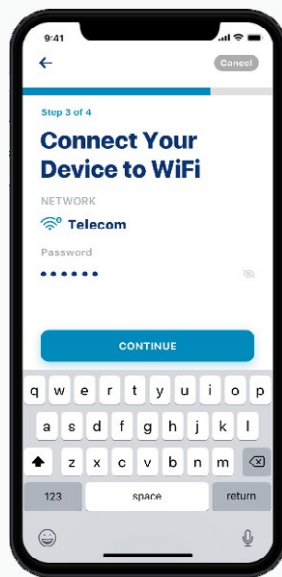 9:41
Cancel
Step 3 of 4
Connect Your
Device to WiFi
NETWORK
Telecom
Password
CONTINUE
q w e r t y u i o p
a s d f g h j k l
z x c v b n m
123 space return